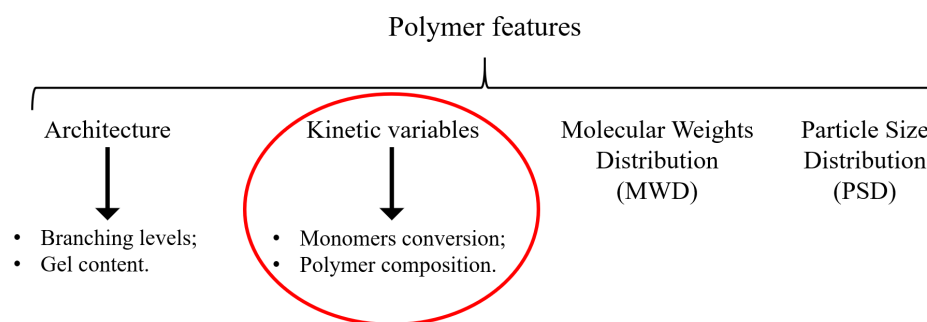 Polymer features
Architecture
• Branching levels;
• Gel content.
Kinetic variables
• Monomers conversion;
• Polymer composition.
Molecular Weights
Distribution
(MWD)
Particle Size
Distribution
(PSD)